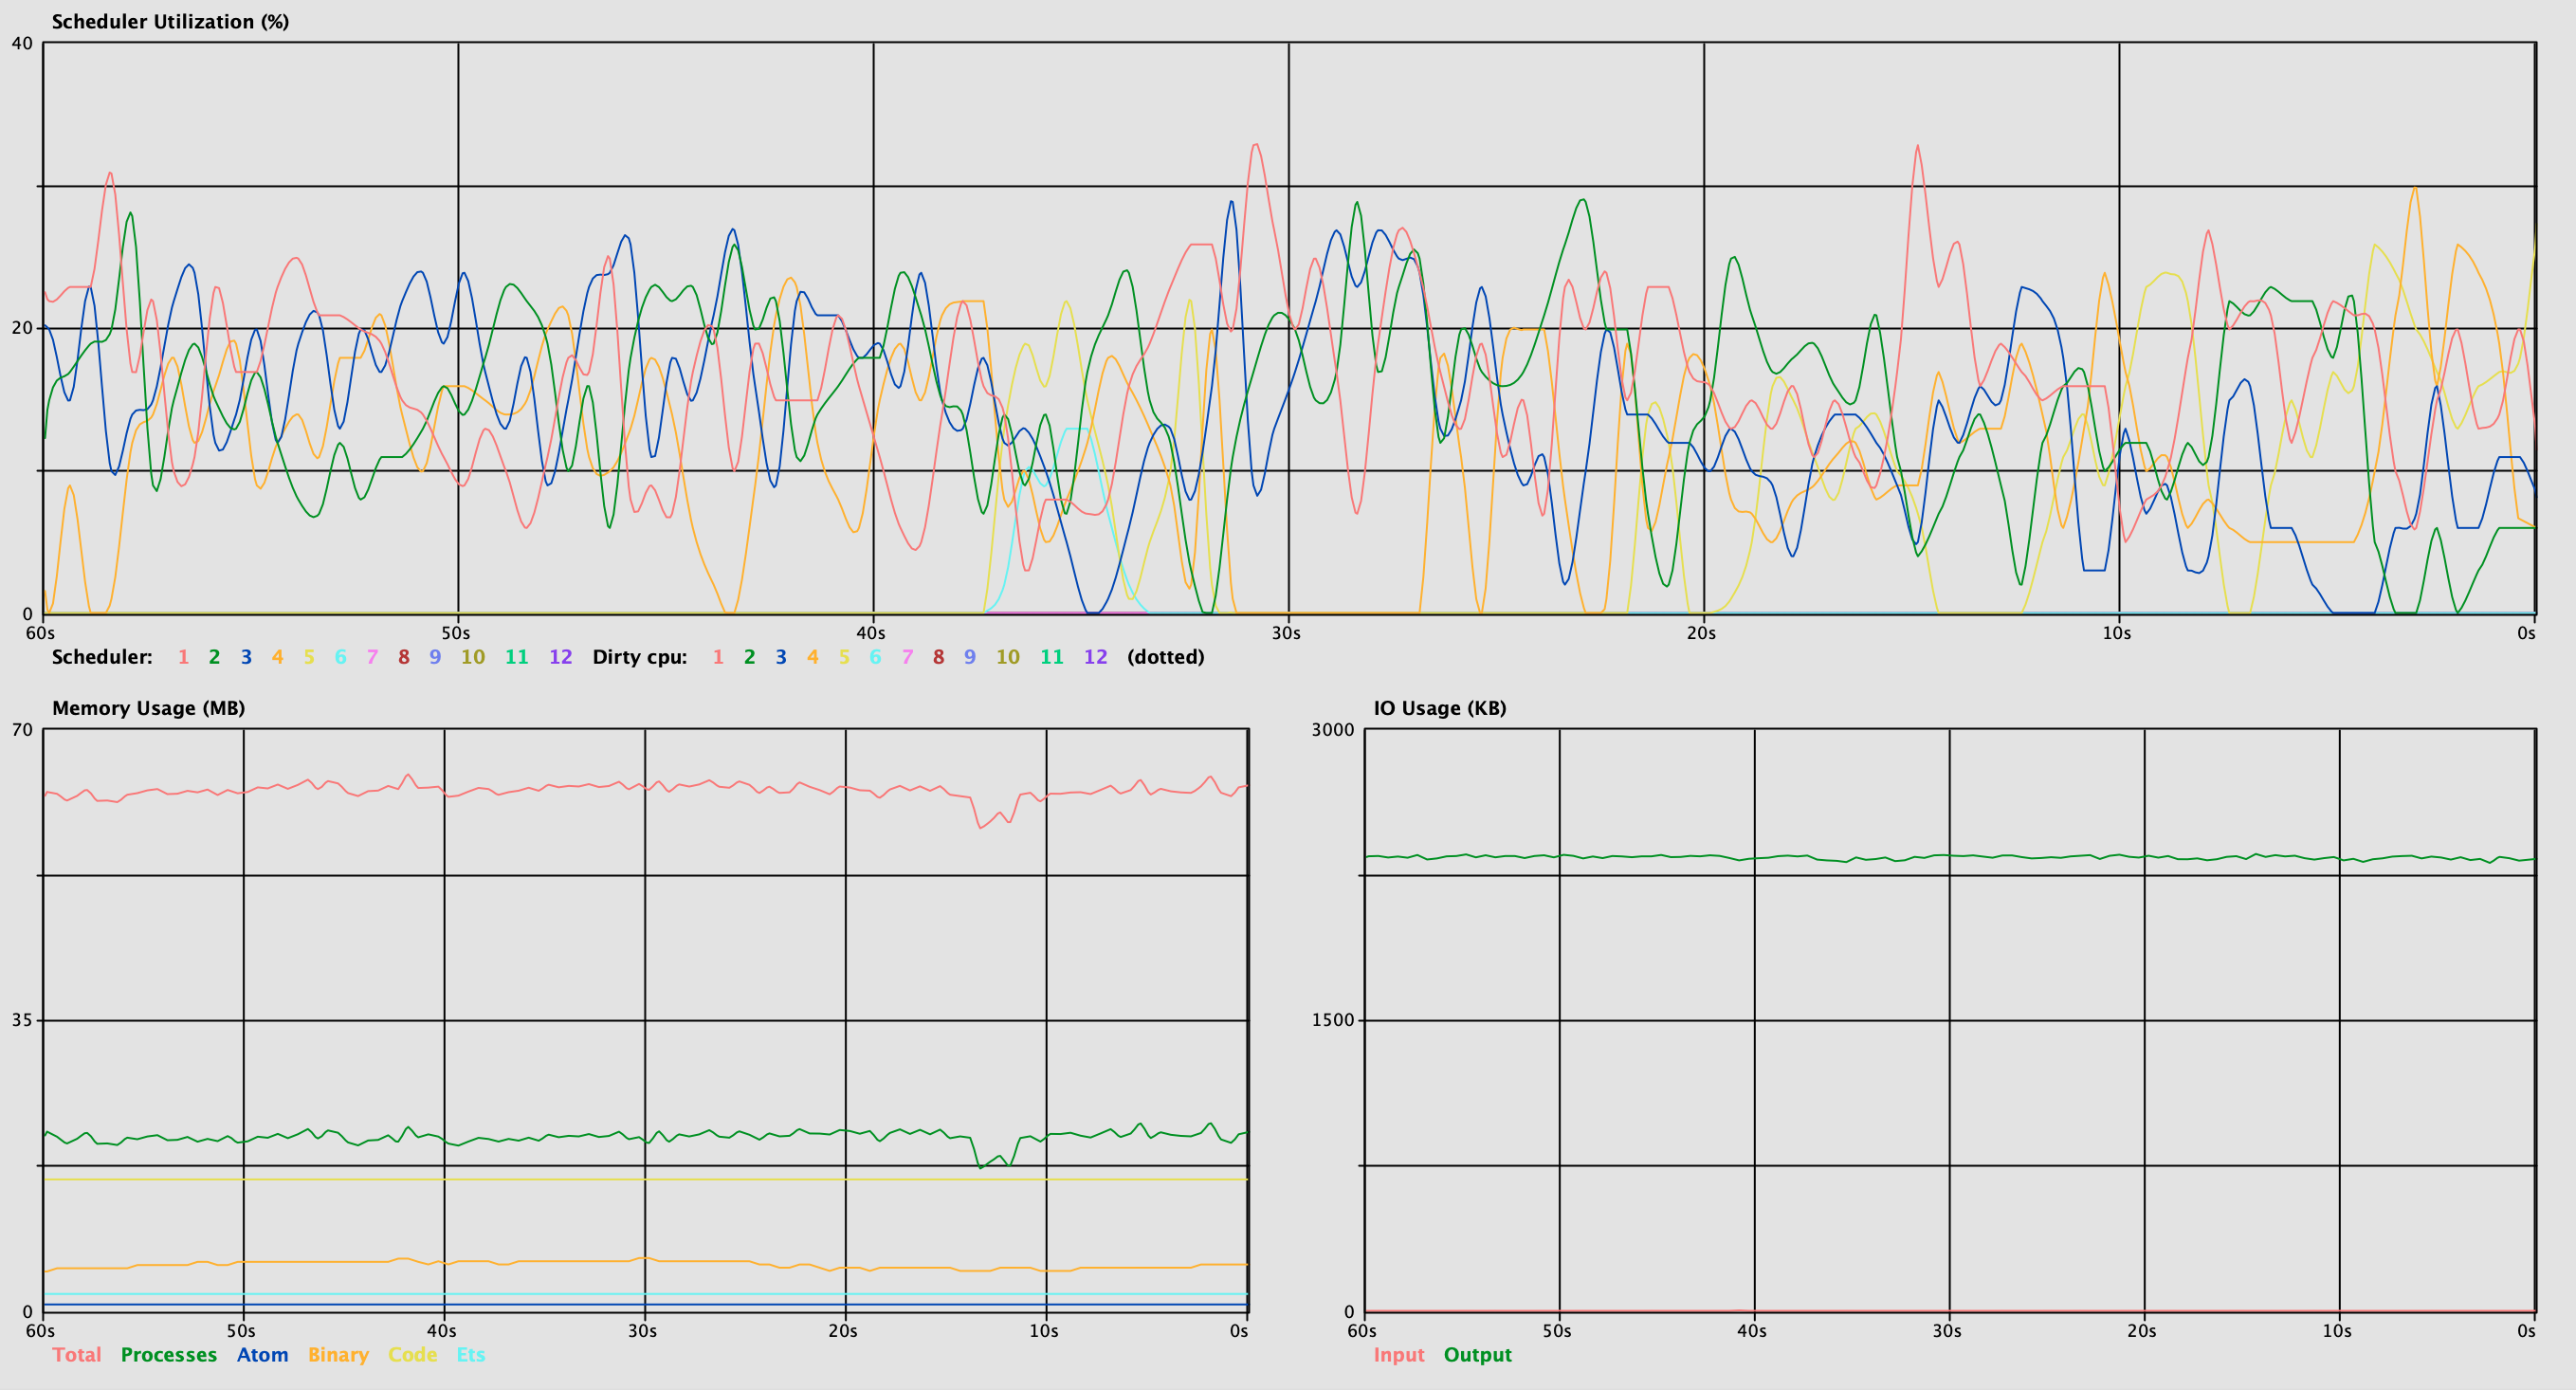 Scheduler Utilization (%)
40
20
0
60s 50s 40s 30s 20s 10s 0s
Scheduler: 1 2 3 4 5 6 7 8 9 10 11 12 Dirty cpu: 1 2 3 4 5 6 7 8 9 10 11 12 (dotted)
Memory Usage (MB)
70
35
0
60s 50s 40s 30s 20s 10s 0s
Total Processes Atom Binary Code Ets
IO Usage (KB)
3000
1500
0
60s 50s 40s 30s 20s 10s 0s
Input Output